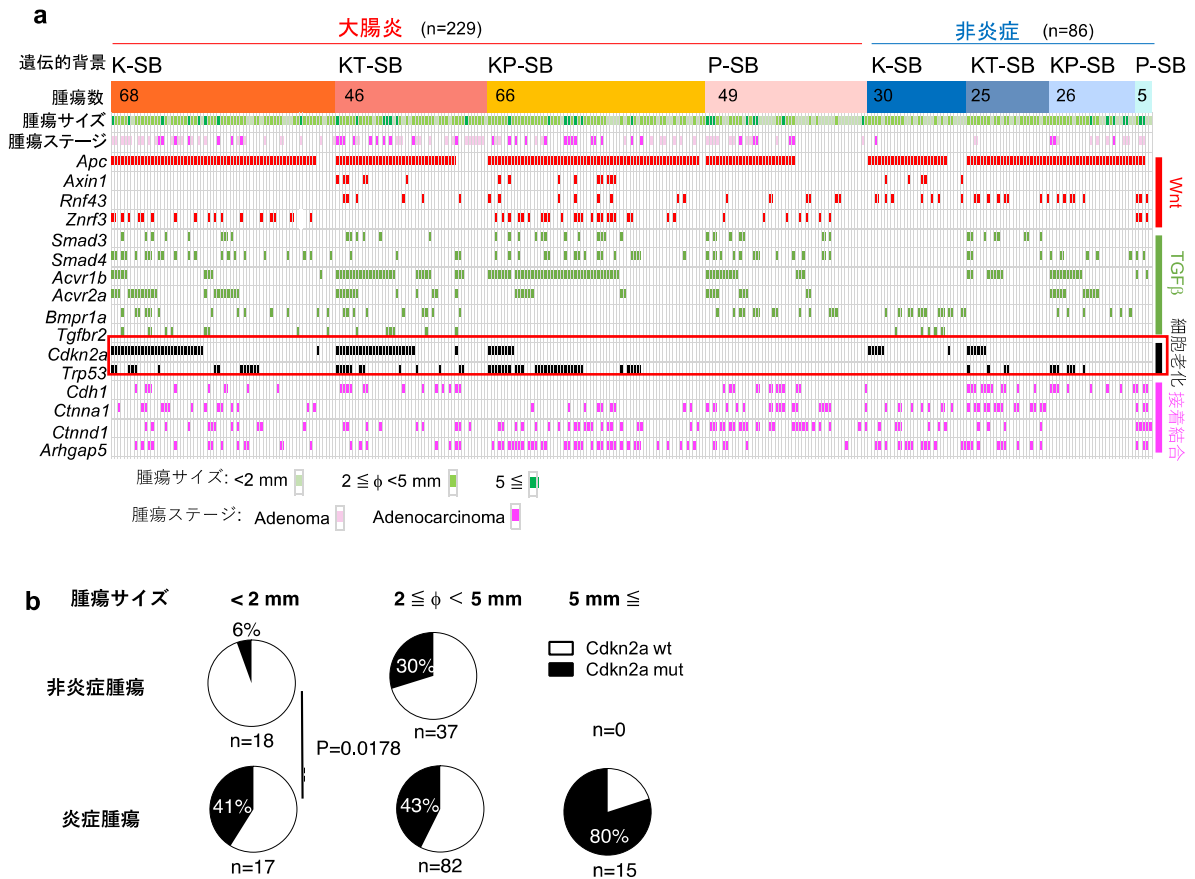 a
大腸炎 (n=229) 非炎症 (n=86)
遺伝的背景 K-SB KT-SB KP-SB P-SB K-SB KT-SB KP-SB P-SB
腫瘍数 68 46 66 49 30 25 26 5
腫瘍サイズ
腫瘍ステージ
Apc
Axin1
Rnf43
Znrf3
Wnt
Smad3
Smad4
Acvr1b
Acvr2a
Bmpr1a
Tgfbr2
TGFβ
Cdkn2a
Trp53
細胞老化
Cdh1
Ctnna1
Ctnnd1
Arhgap5
接着結合
腫瘍サイズ: <2 mm 2 ≦ φ <5 mm 5 ≦
腫瘍ステージ: Adenoma Adenocarcinoma
b
腫瘍サイズ < 2 mm 2 ≦ φ < 5 mm 5 mm ≦
Cdkn2a wt
Cdkn2a mut
非炎症腫瘍 6% 30%
n=18 n=37 n=0
P=0.0178
炎症腫瘍 41% 43% 80%
n=17 n=82 n=15